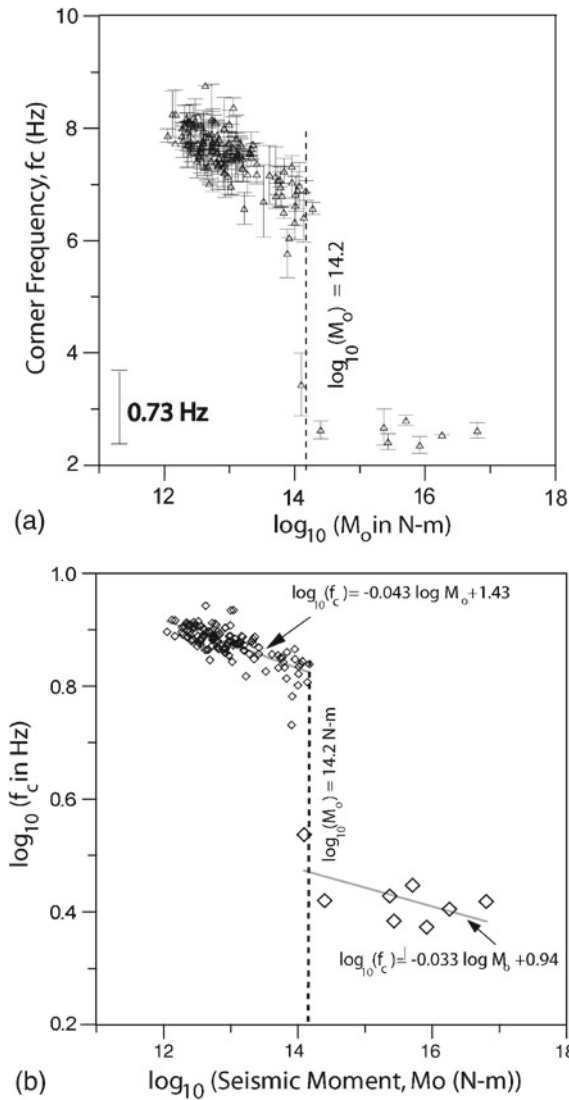 10
8
6
4
2
Corner Frequency, fc (Hz)
log10 (Mo) = 14.2
0.73 Hz
12
14
16
18
(a)
log10 (Mo in N-m)
1.0
0.8
0.6
0.4
0.2
log10 (fc in Hz)
log10(fc) = -0.043 log Mo+1.43
log10(Mo) = 14.2 N-m
log10(fc)= -0.033 log Mo +0.94
12
14
16
18
(b)
log10 (Seismic Moment, Mo (N-m))